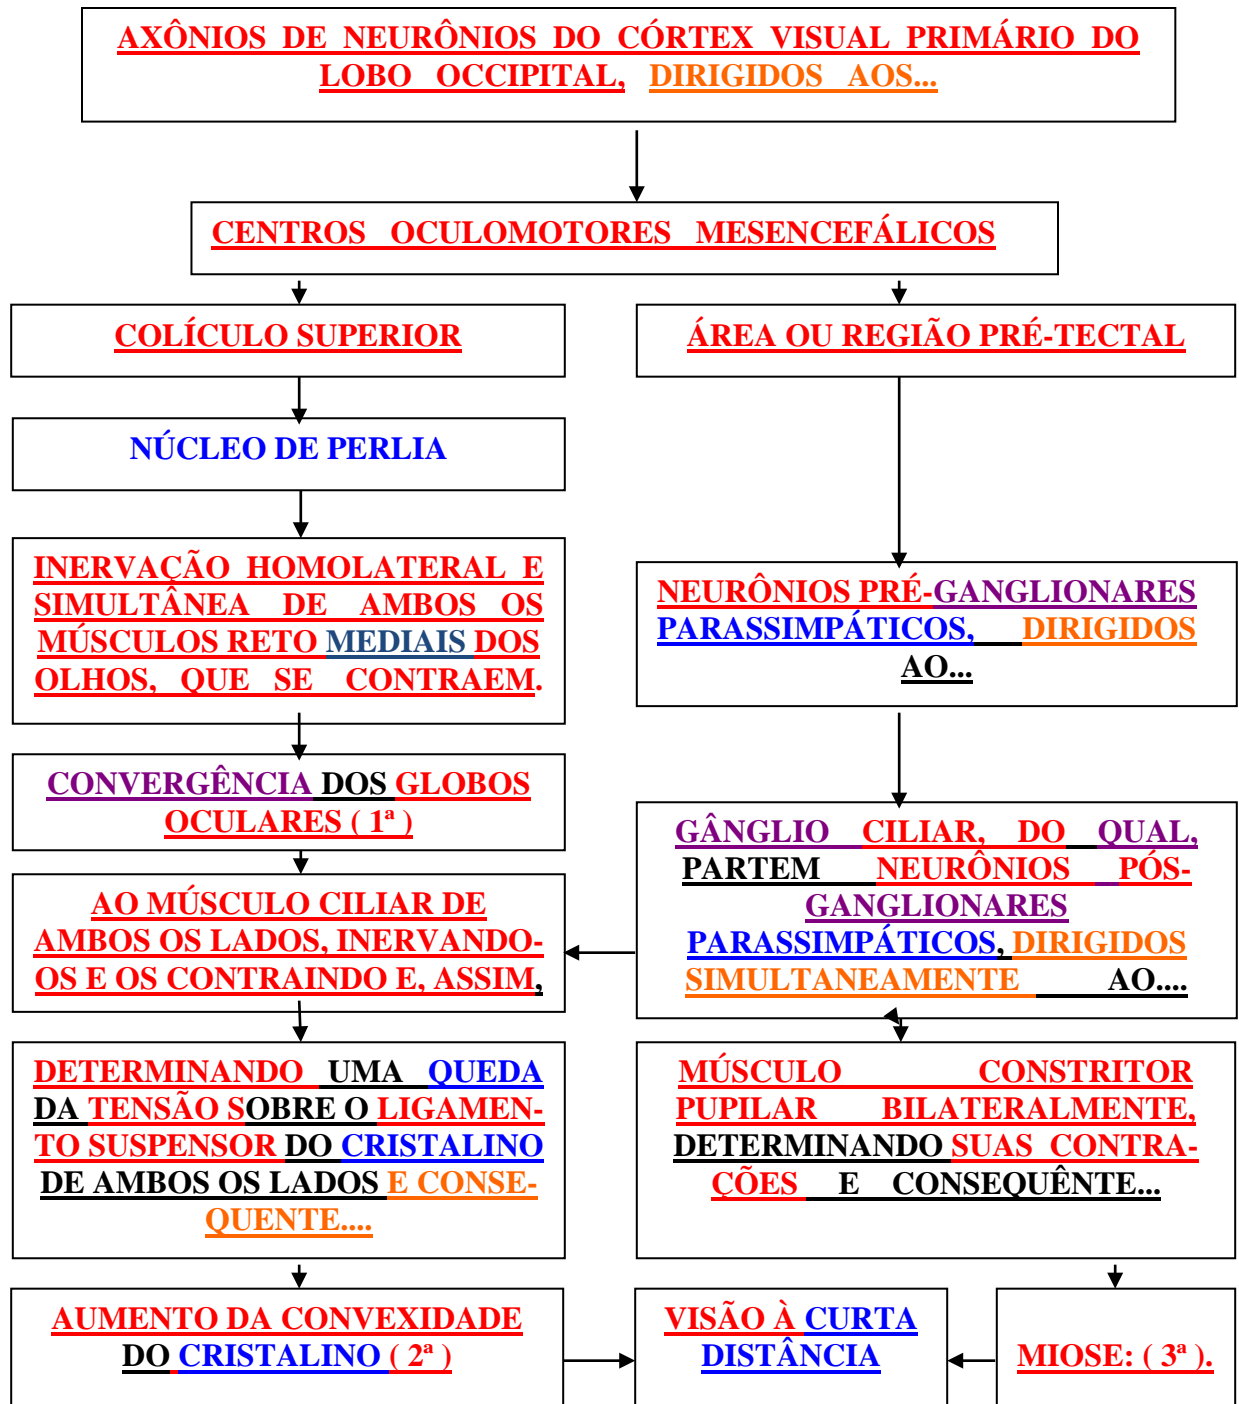 AXÔNIOS DE NEURÔNIOS DO CÓRTEX VISUAL PRIMÁRIO DO
LOBO OCCIPITAL, DIRIGIDOS AOS...
CENTROS OCULOMOTORES MESENCEFÁLICOS
COLÍCULO SUPERIOR
ÁREA OU REGIÃO PRÉ-TECTAL
NÚCLEO DE PERLIA
INERVAÇÃO HOMOLATERAL E
SIMULTÂNEA DE AMBOS OS
MÚSCULOS RETO MEDIAIS DOS
OLHOS, QUE SE CONTRAEM.
NEURÔNIOS PRÉ-GANGLIONARES
PARASSIMPÁTICOS, DIRIGIDOS
AO...
CONVERGÊNCIA DOS GLOBOS
OCULARES ( 1ª )
GÂNGLIO CILIAR, DO QUAL,
PARTEM NEURÔNIOS PÓS-
GANGLIONARES
PARASSIMPÁTICOS, DIRIGIDOS
SIMULTANEAMENTE AO....
AO MÚSCULO CILIAR DE
AMBOS OS LADOS, INERVANDO-
OS E OS CONTRAINDO E, ASSIM,
DETERMINANDO UMA QUEDA
DA TENSÃO SOBRE O LIGAMEN-
TO SUSPENSOR DO CRISTALINO
DE AMBOS OS LADOS E CONSE-
QUENTE....
MÚSCULO CONSTRITOR
PUPILAR BILATERALMENTE,
DETERMINANDO SUAS CONTRA-
ÇÕES E CONSEQUÊNTE...
AUMENTO DA CONVEXIDADE
DO CRISTALINO ( 2ª )
VISÃO À CURTA
DISTÂNCIA
MIOSE: ( 3ª ).